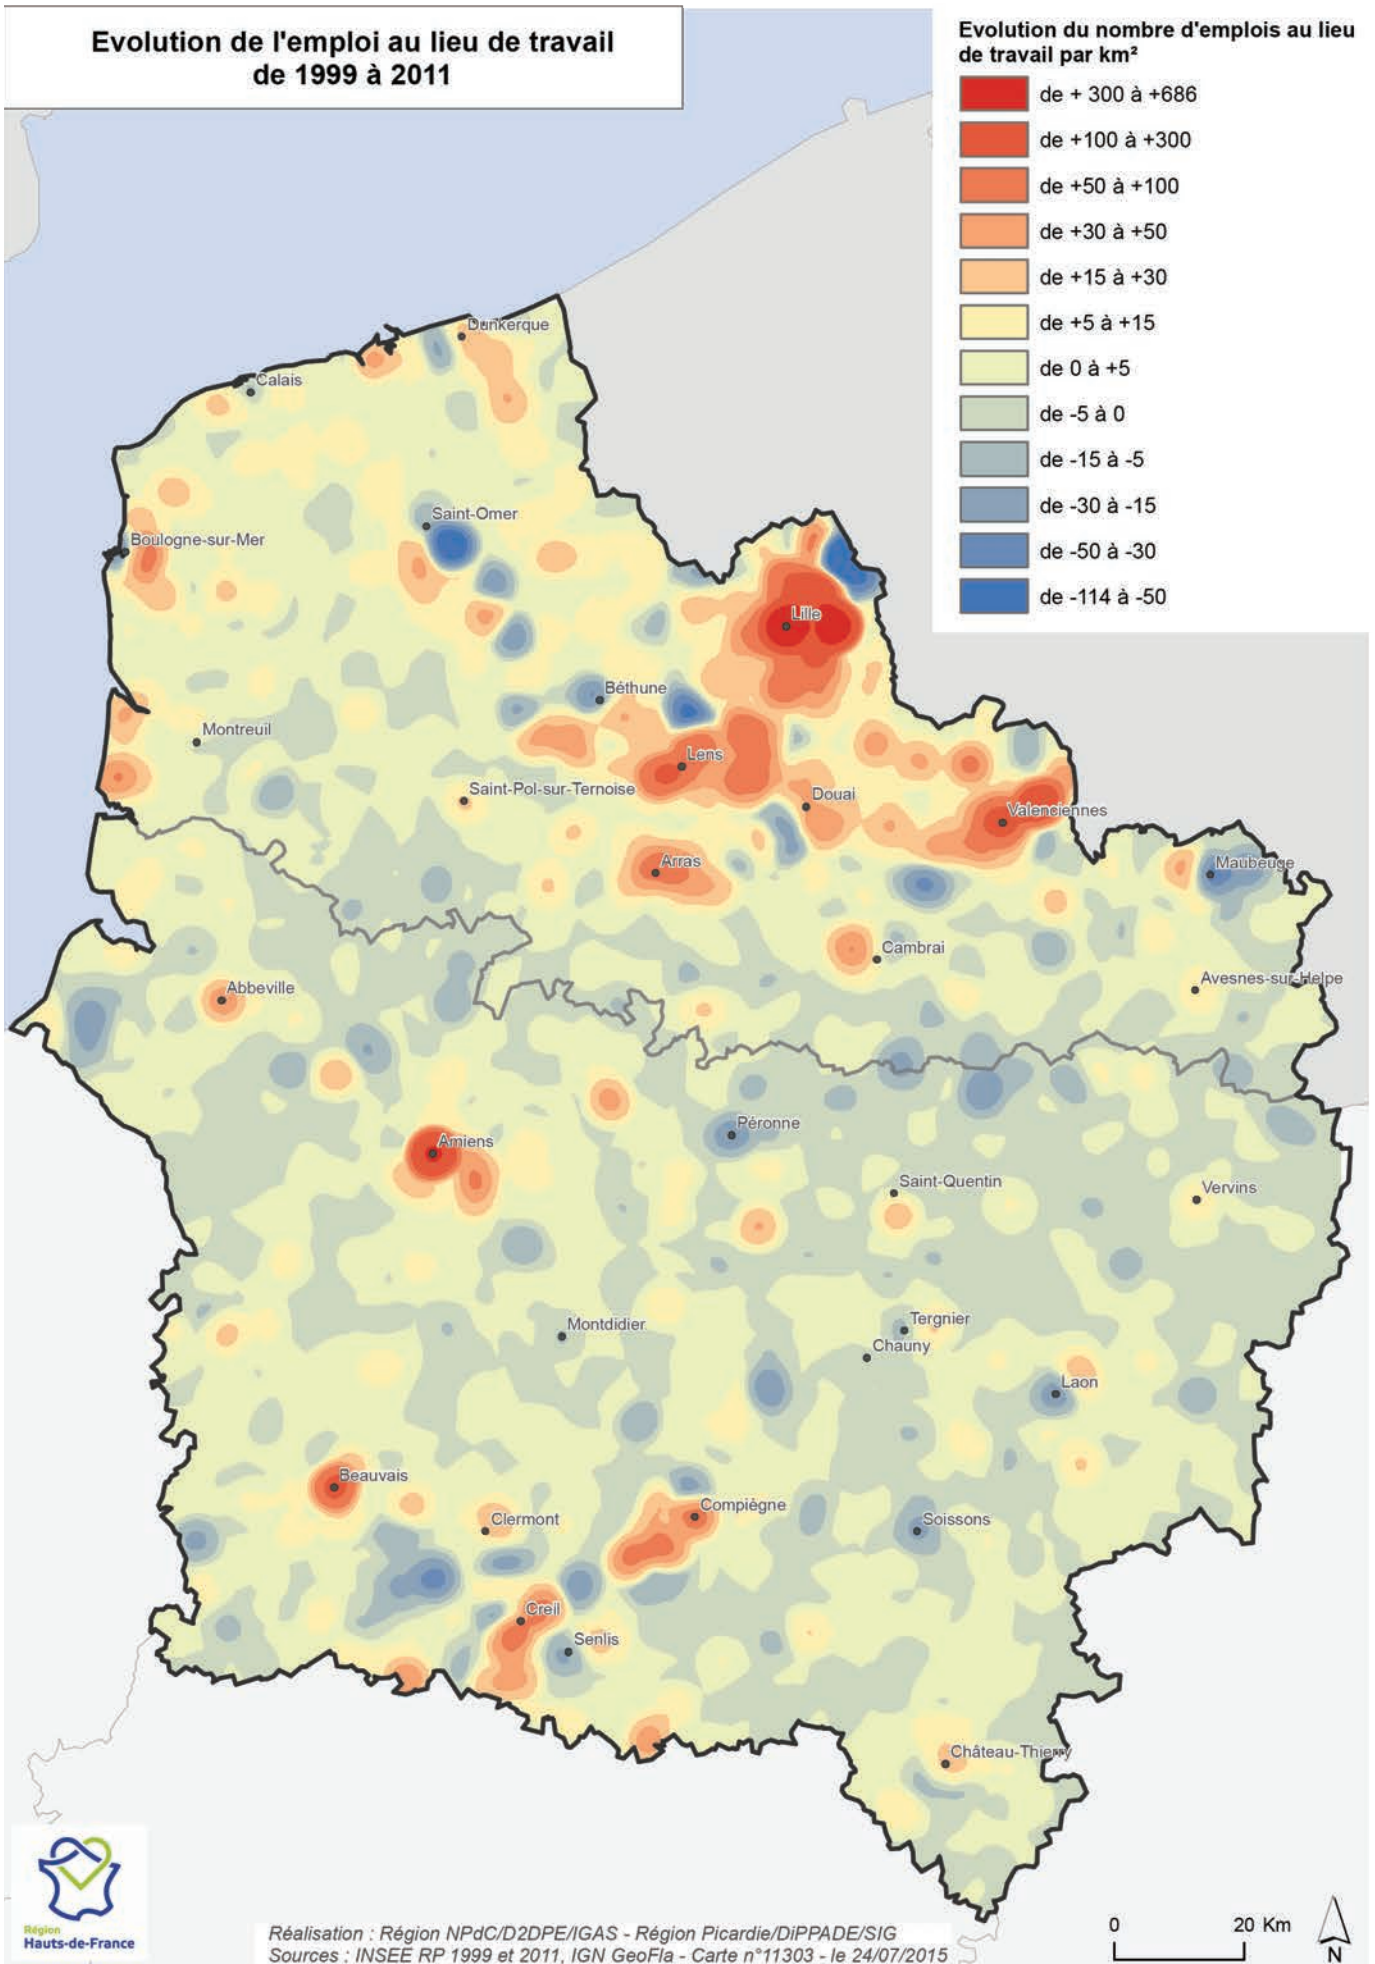 Evolution de l'emploi au lieu de travail
de 1999 à 2011
Evolution du nombre d'emplois au lieu
de travail par km²
de + 300 à +686
de +100 à +300
de +50 à +100
de +30 à +50
de +15 à +30
de +5 à +15
de 0 à +5
de -5 à 0
de -15 à -5
de -30 à -15
de -50 à -30
de -114 à -50
Dunkerque
Calais
Saint-Omer
Boulogne-sur-Mer
Lille
Béthune
Montreuil
Lens
Saint-Pol-sur-Ternoise
Douai
Valenciennes
Arras
Maubeuge
Cambrai
Avesnes-sur-Helpe
Abbeville
Péronne
Amiens
Saint-Quentin
Vervins
Montdidier
Tergnier
Chauny
Laon
Beauvais
Compiègne
Clermont
Soissons
Creil
Senlis
Château-Thierry
Région
Hauts-de-France
Réalisation : Région NPdC/D2DPE/IGAS - Région Picardie/DiPPADE/SIG
Sources : INSEE RP 1999 et 2011, IGN GeoFla - Carte n°11303 - le 24/07/2015
0 20 Km
N